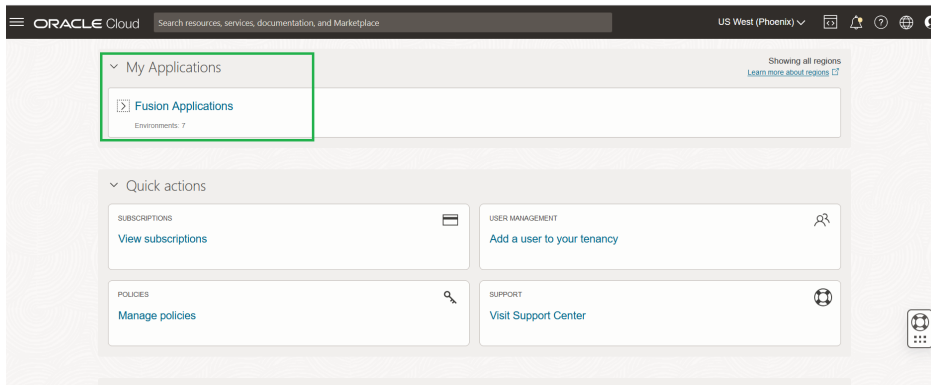 ORACLE Cloud
Search resources, services, documentation, and Marketplace
US West (Phoenix)
My Applications
Showing all regions
Learn more about regions
Fusion Applications
Environments: 7
Quick actions
SUBSCRIPTIONS
View subscriptions
USER MANAGEMENT
Add a user to your tenancy
POLICIES
Manage policies
SUPPORT
Visit Support Center